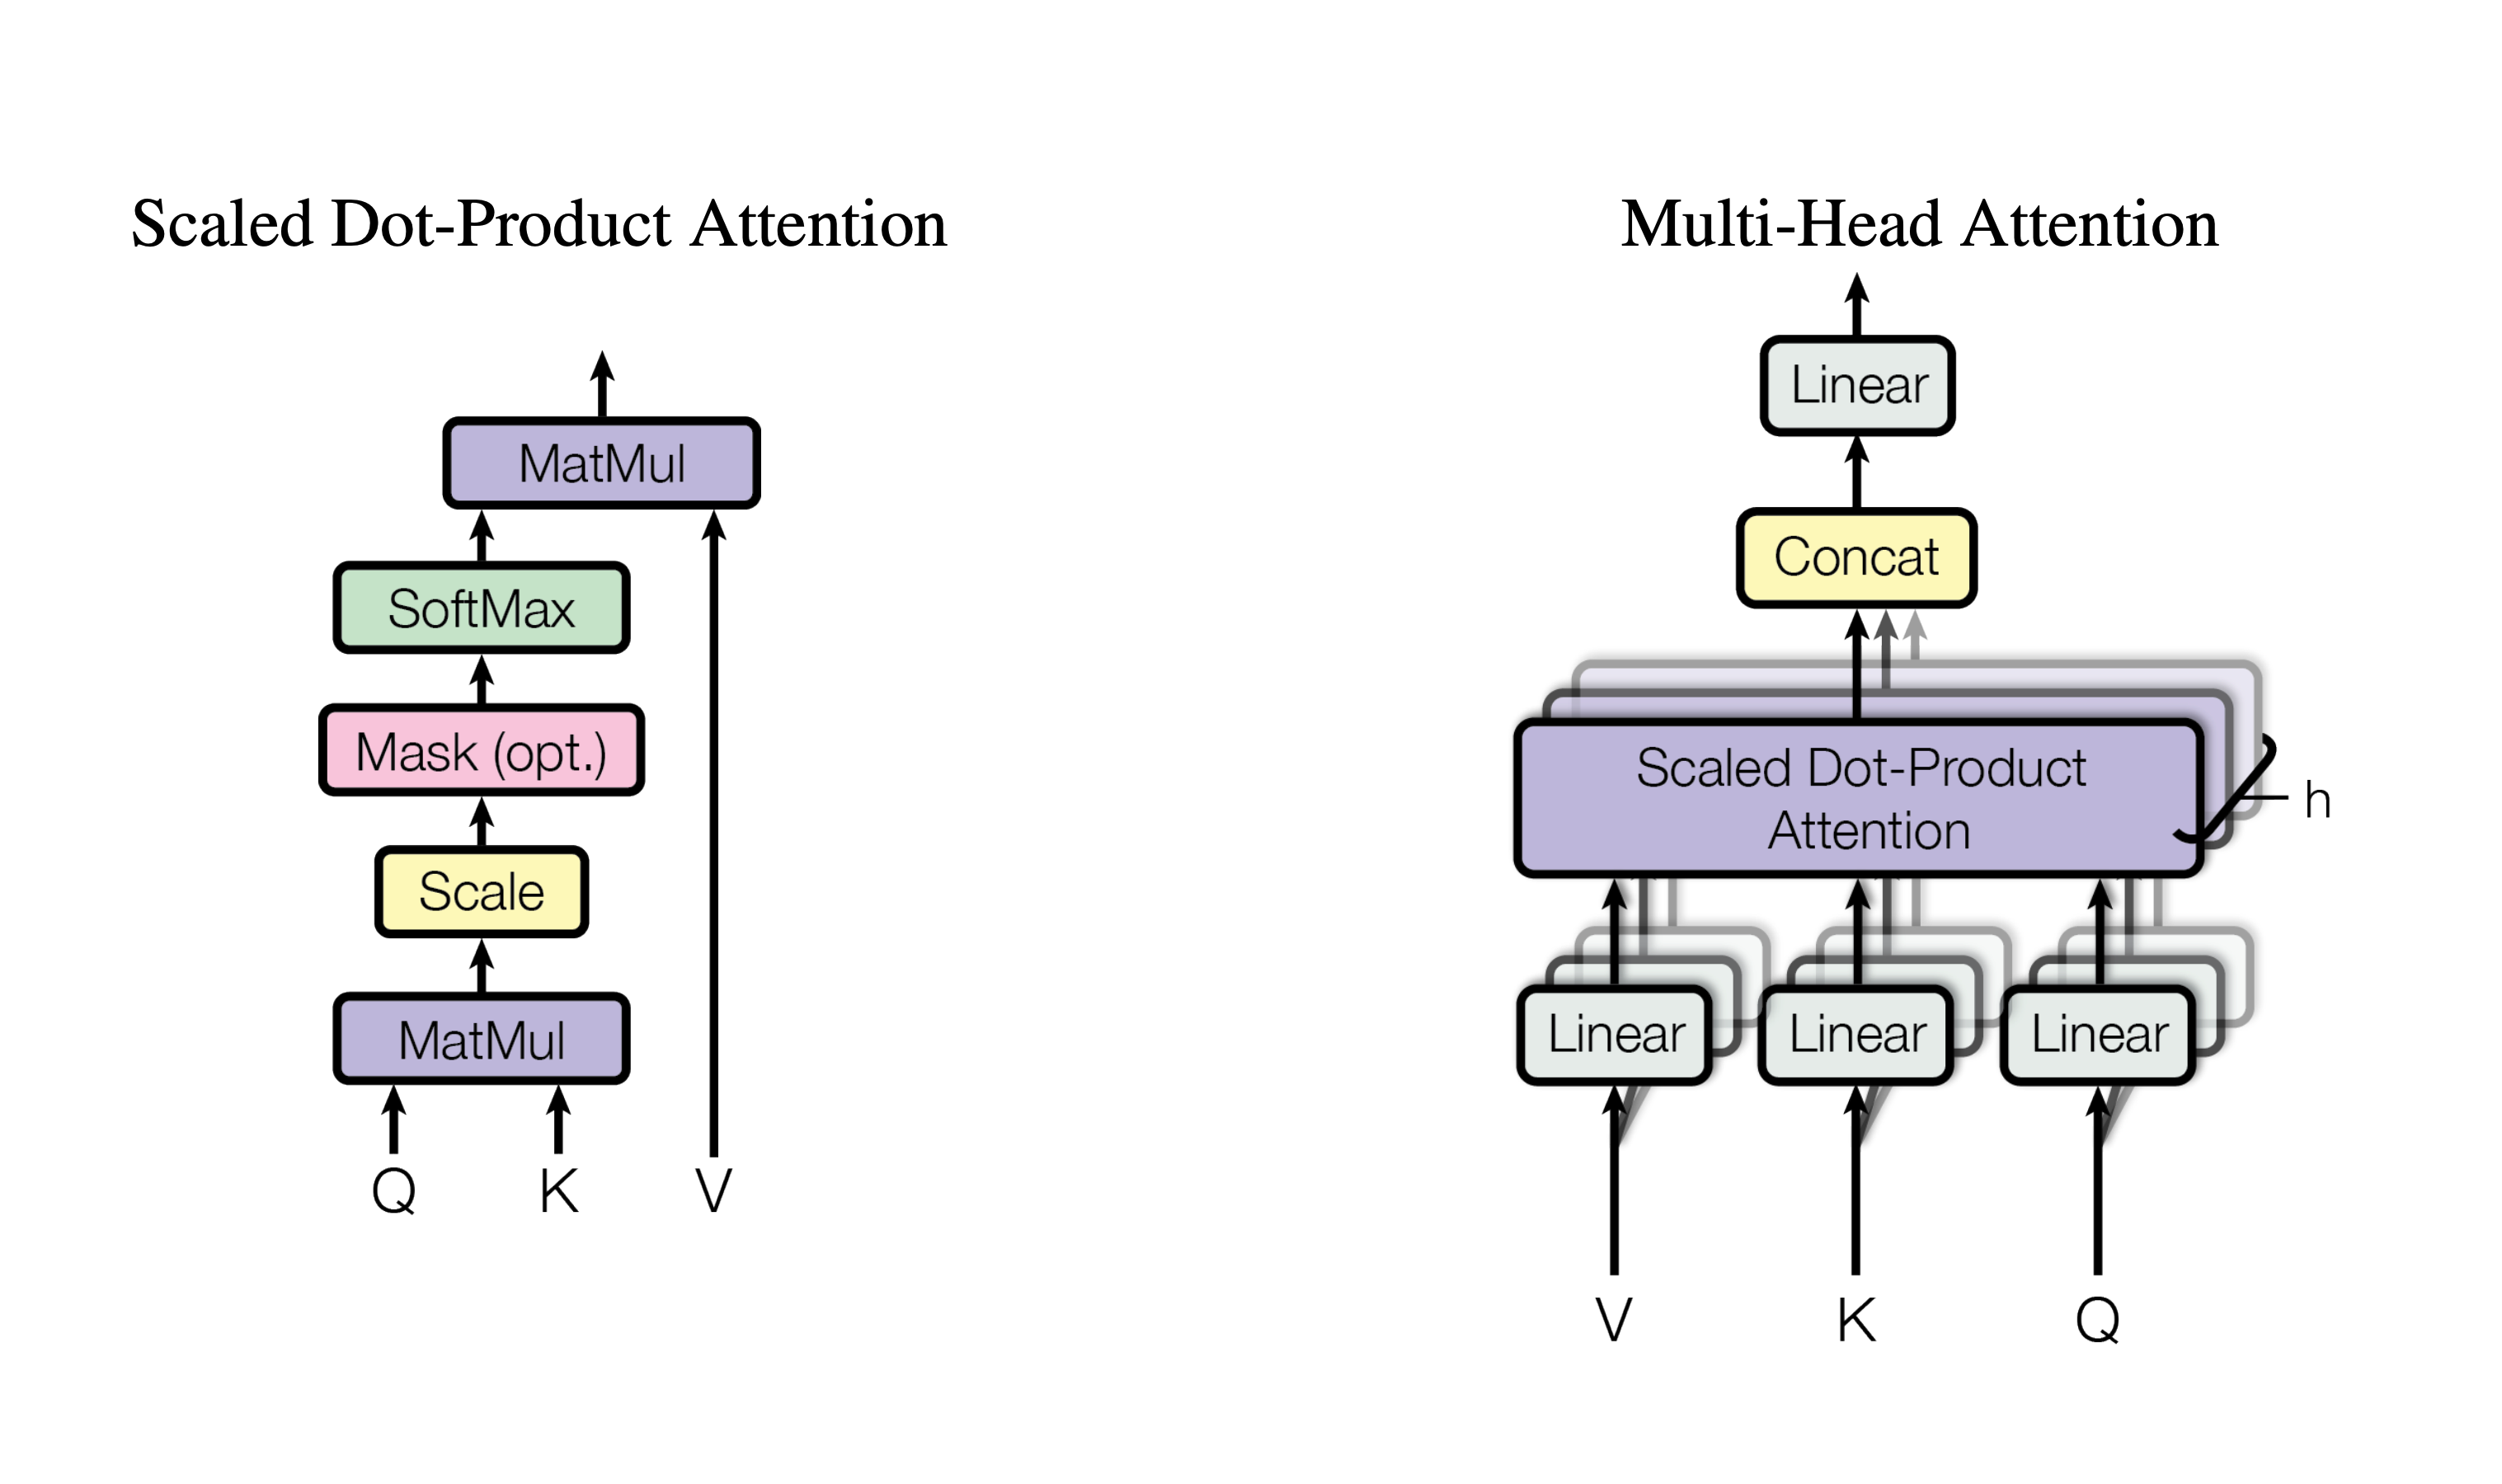 Scaled Dot-Product Attention
MatMul
SoftMax
Mask (opt.)
Scale
MatMul
Q K V
Multi-Head Attention
Linear
Concat
Scaled Dot-Product
Attention
h
Linear Linear Linear
V K Q